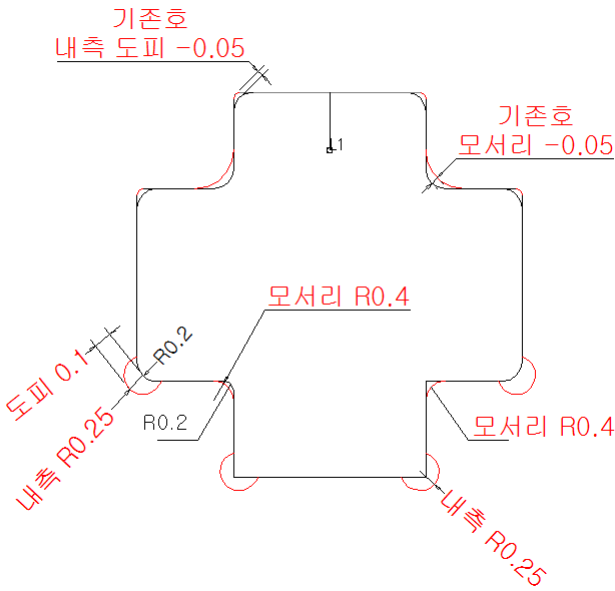 기존호
내측 도피 -0.05
기존호
모서리 -0.05
L1
모서리 R0.4
도피 0.1
R0.2
내측 R0.25
R0.2
모서리 R0.4
내측 R0.25